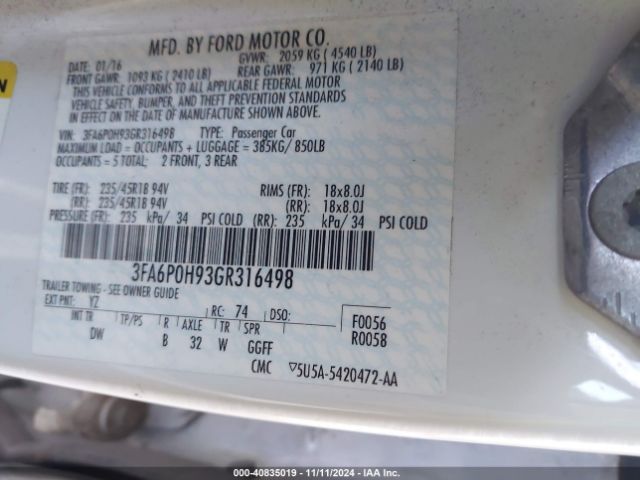 MFD. BY FORD MOTOR CO.
DATE: 01/16 GVWR: 2059 KG ( 4540 LB)
FRONT GAWR: 1093 KG ( 2410 LB) REAR GAWR: 971 KG ( 2140 LB)
THIS VEHICLE CONFORMS TO ALL APPLICABLE FEDERAL MOTOR
VEHICLE SAFETY, BUMPER, AND THEFT PREVENTION STANDARDS
IN EFFECT ON THE DATE OF MANUFACTURE SHOWN ABOVE.
VIN: 3FA6P0H93GR316498 TYPE: Passenger Car
MAXIMUM LOAD = OCCUPANTS + LUGGAGE = 385KG/ 850LB
OCCUPANTS = 5 TOTAL: 2 FRONT, 3 REAR
TIRE (FR): 235/45R18 94V RIMS (FR): 18x8.0J
(RR): 235/45R18 94V (RR): 18x8.0J
PRESSURE (FR): 235 kPa/ 34 PSI COLD (RR): 235 kPa/ 34 PSI COLD
3FA6P0H93GR316498
TRAILER TOWING - SEE OWNER GUIDE
EXT PNT: YZ RC: 74 DSO: F0056
INT TR TP/PS R AXLE TR SPR R0058
DW B 32 W GGFF
CMC ▽5U5A-5420472-AA
000-40835019 - 11/11/2024 - IAA Inc.